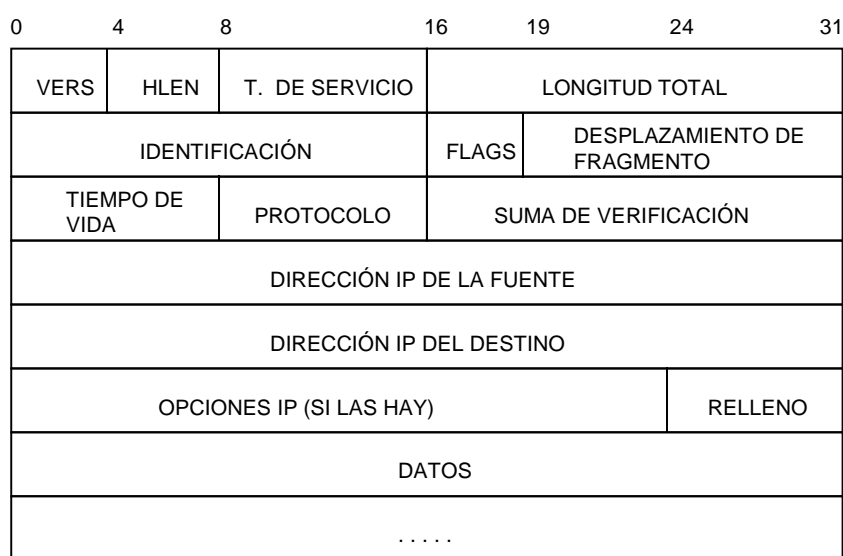 0 4 8 16 19 24 31
VERS HLEN T. DE SERVICIO LONGITUD TOTAL
IDENTIFICACIÓN FLAGS DESPLAZAMIENTO DE
FRAGMENTO
TIEMPO DE
VIDA PROTOCOLO SUMA DE VERIFICACIÓN
DIRECCIÓN IP DE LA FUENTE
DIRECCIÓN IP DEL DESTINO
OPCIONES IP (SI LAS HAY) RELLENO
DATOS
. . . . .